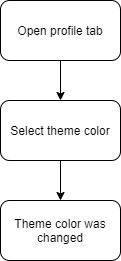 Open profile tab
Select theme color
Theme color was
changed